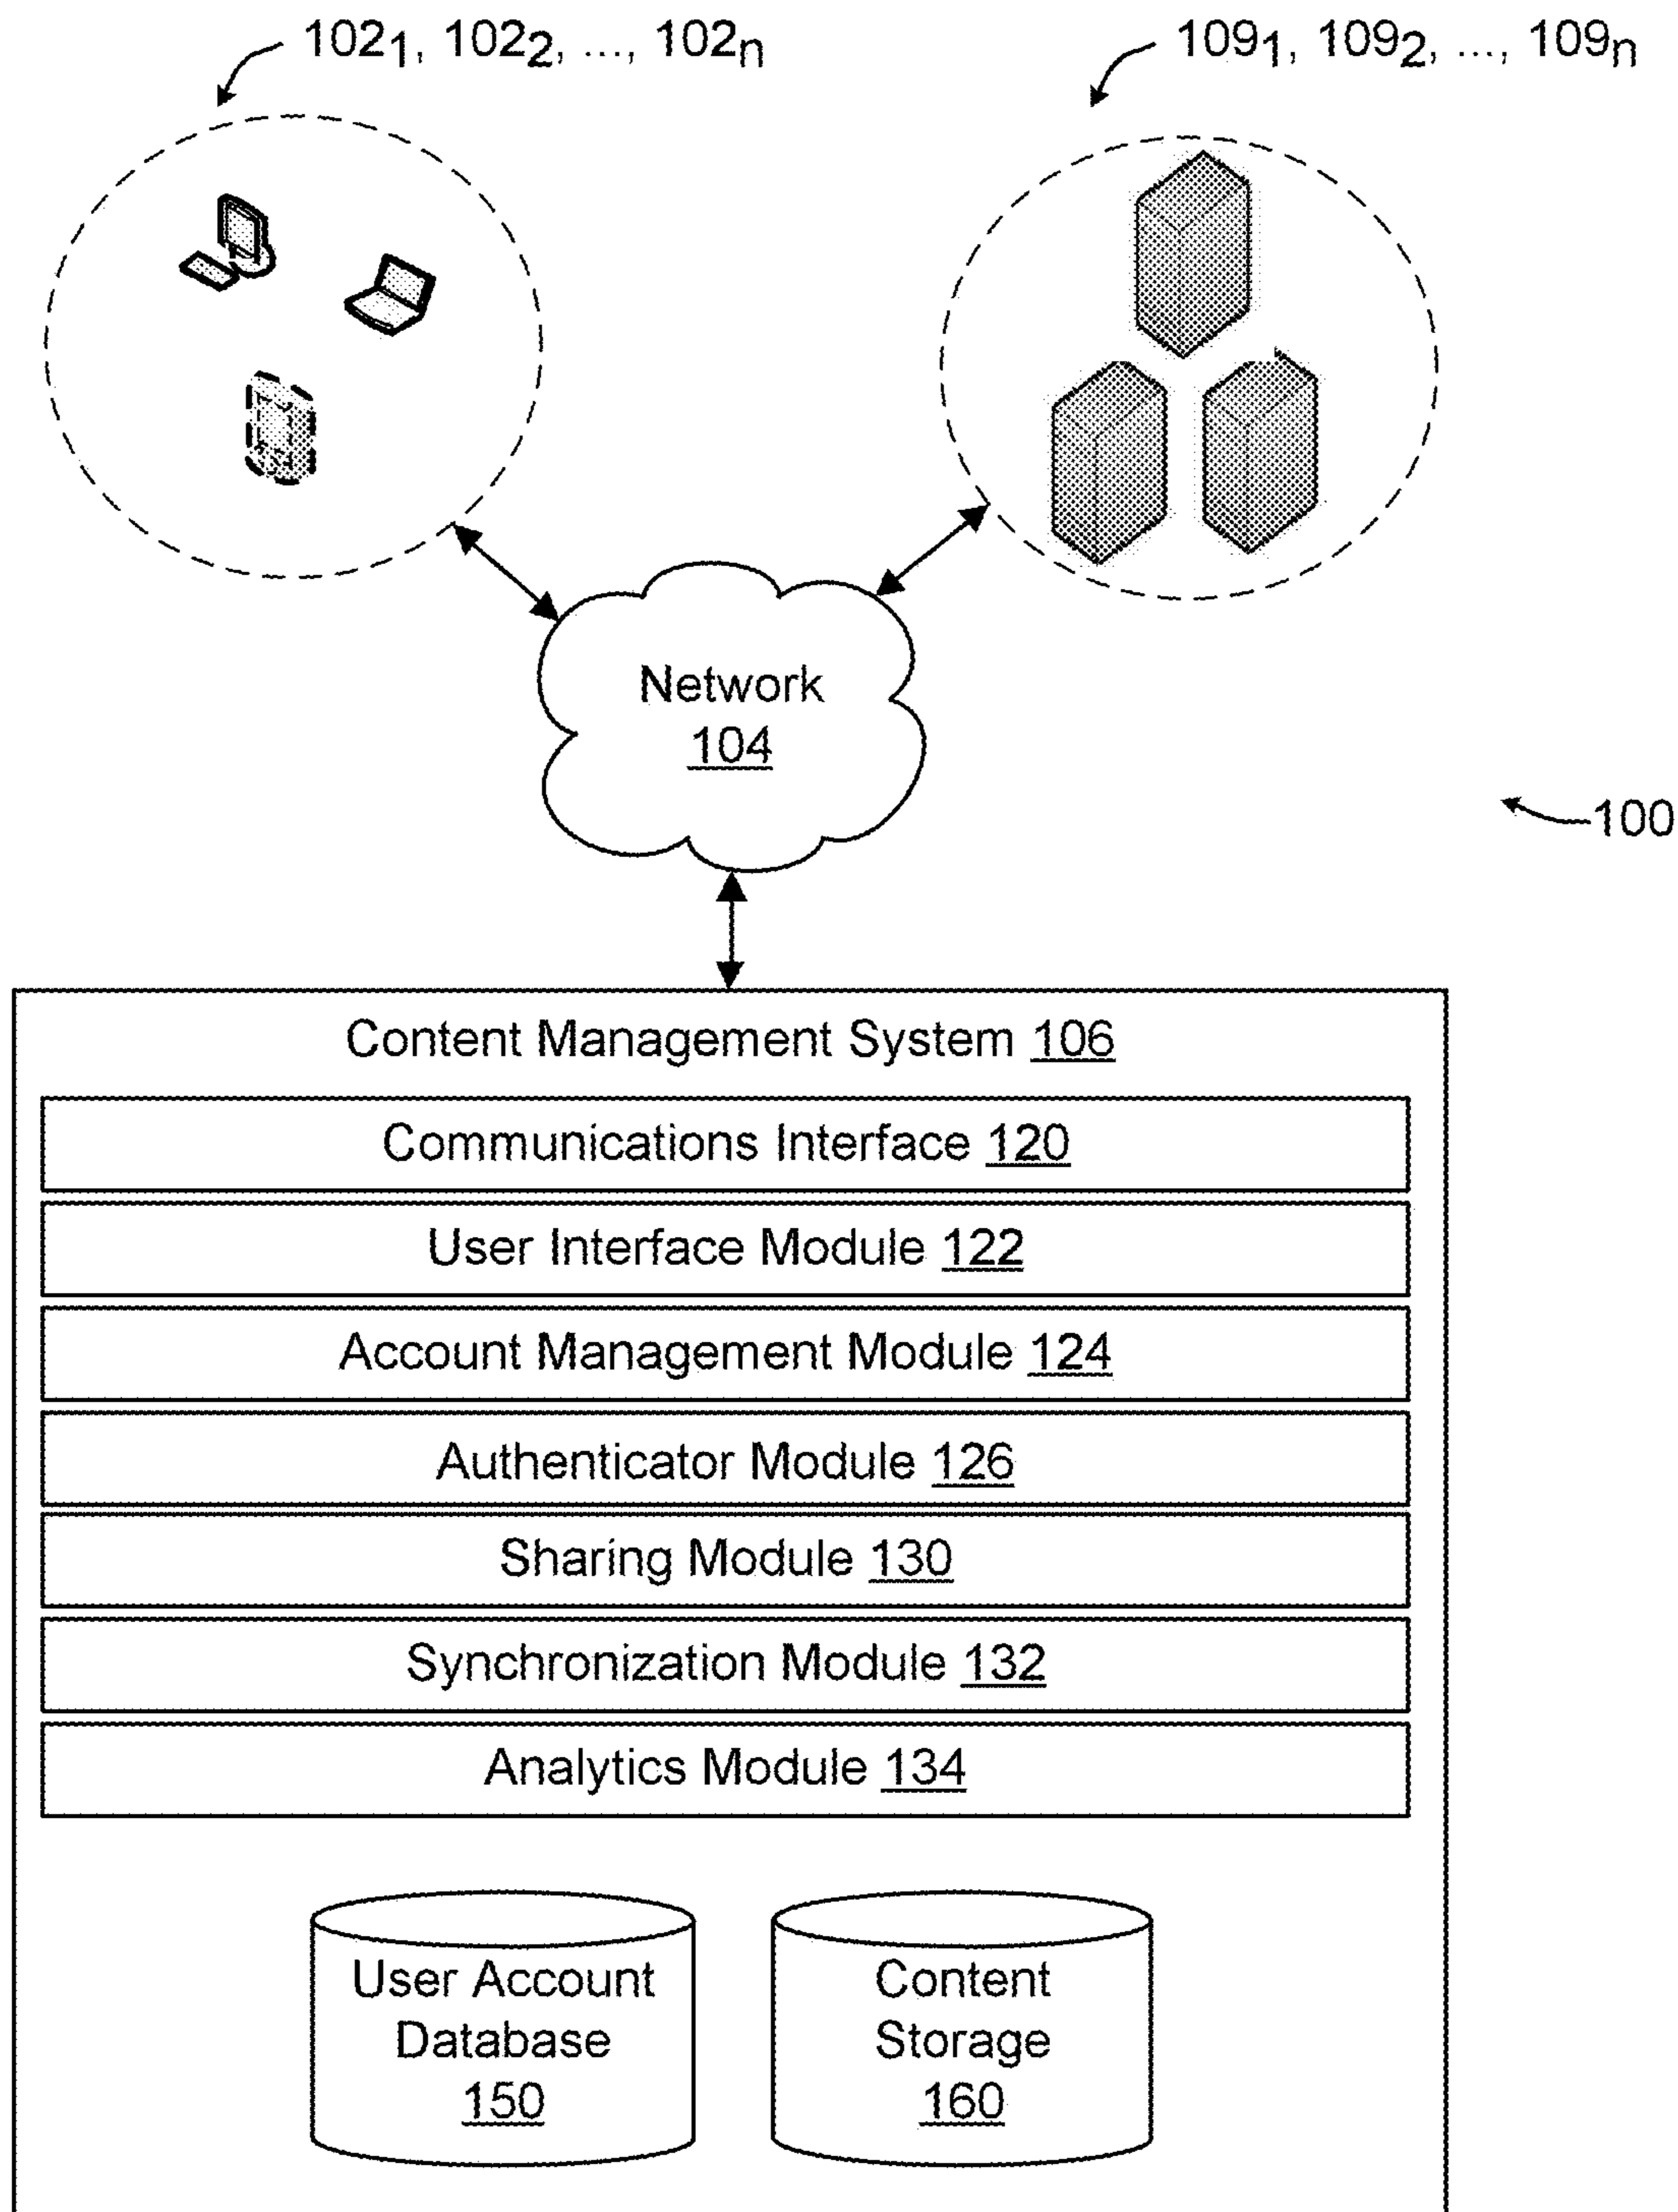 102₁, 102₂, ..., 102ₙ
109₁, 109₂, ..., 109ₙ
Network
104
100
Content Management System 106
Communications Interface 120
User Interface Module 122
Account Management Module 124
Authenticator Module 126
Sharing Module 130
Synchronization Module 132
Analytics Module 134
User Account
Database
150
Content
Storage
160